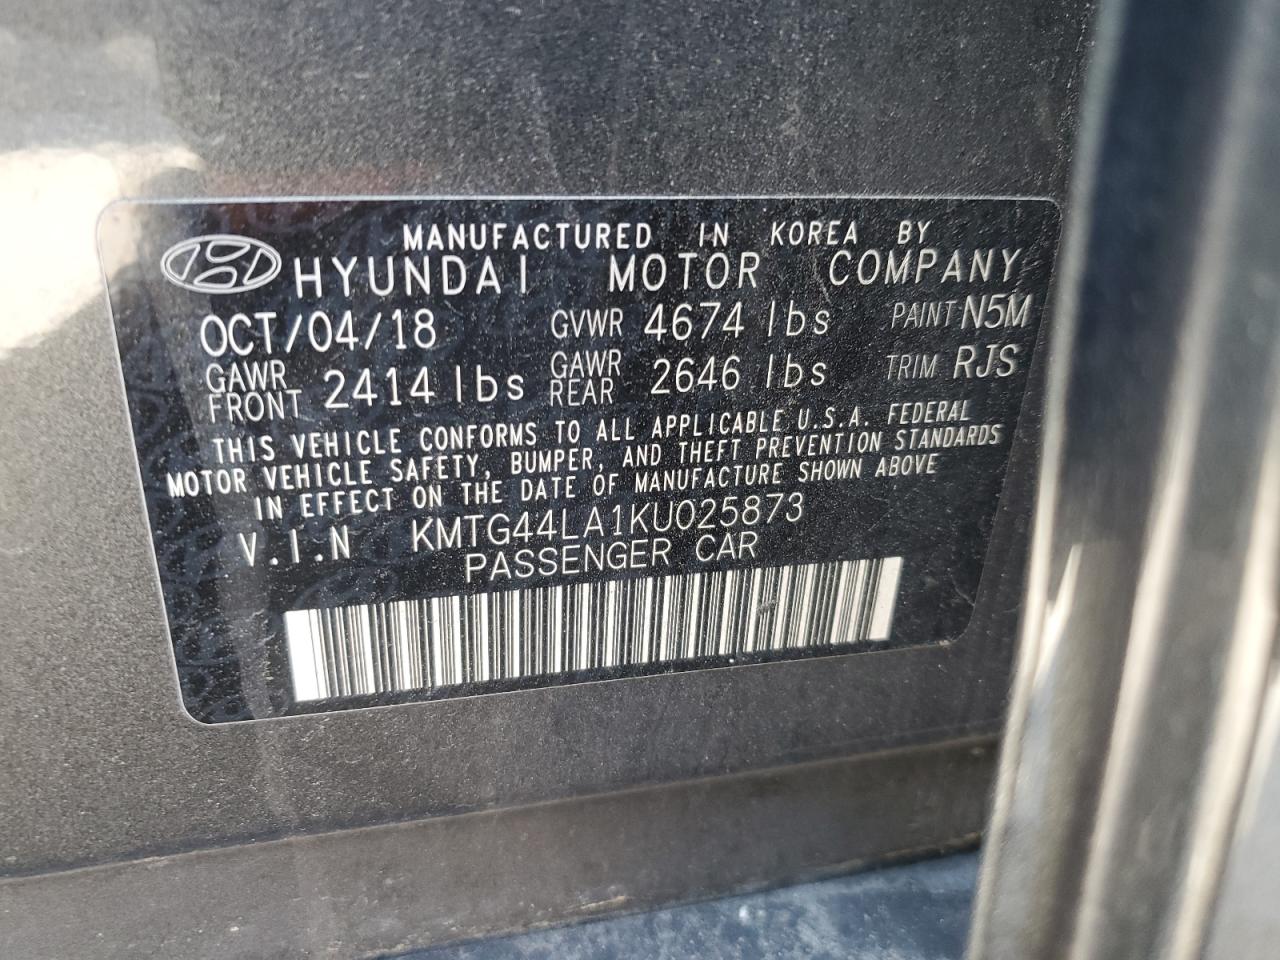 MANUFACTURED IN KOREA BY
HYUNDAI MOTOR COMPANY
OCT/04/18 GVWR 4674 lbs PAINT N5M
GAWR FRONT 2414 lbs GAWR REAR 2646 lbs TRIM RJS
THIS VEHICLE CONFORMS TO ALL APPLICABLE U.S.A. FEDERAL
MOTOR VEHICLE SAFETY, BUMPER, AND THEFT PREVENTION STANDARDS
IN EFFECT ON THE DATE OF MANUFACTURE SHOWN ABOVE
V.I.N KMTG44LA1KU025873
PASSENGER CAR